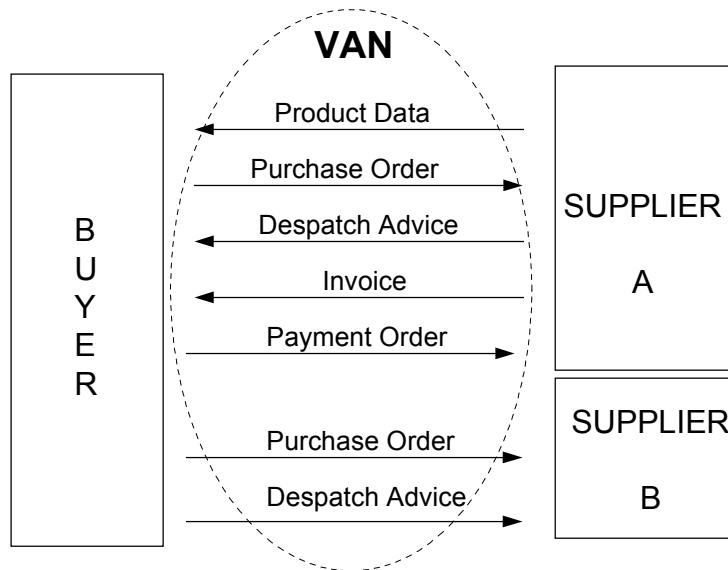 VAN
Product Data
Purchase Order
Despatch Advice
Invoice
Payment Order
Purchase Order
Despatch Advice
B
U
Y
E
R
SUPPLIER
A
SUPPLIER
B